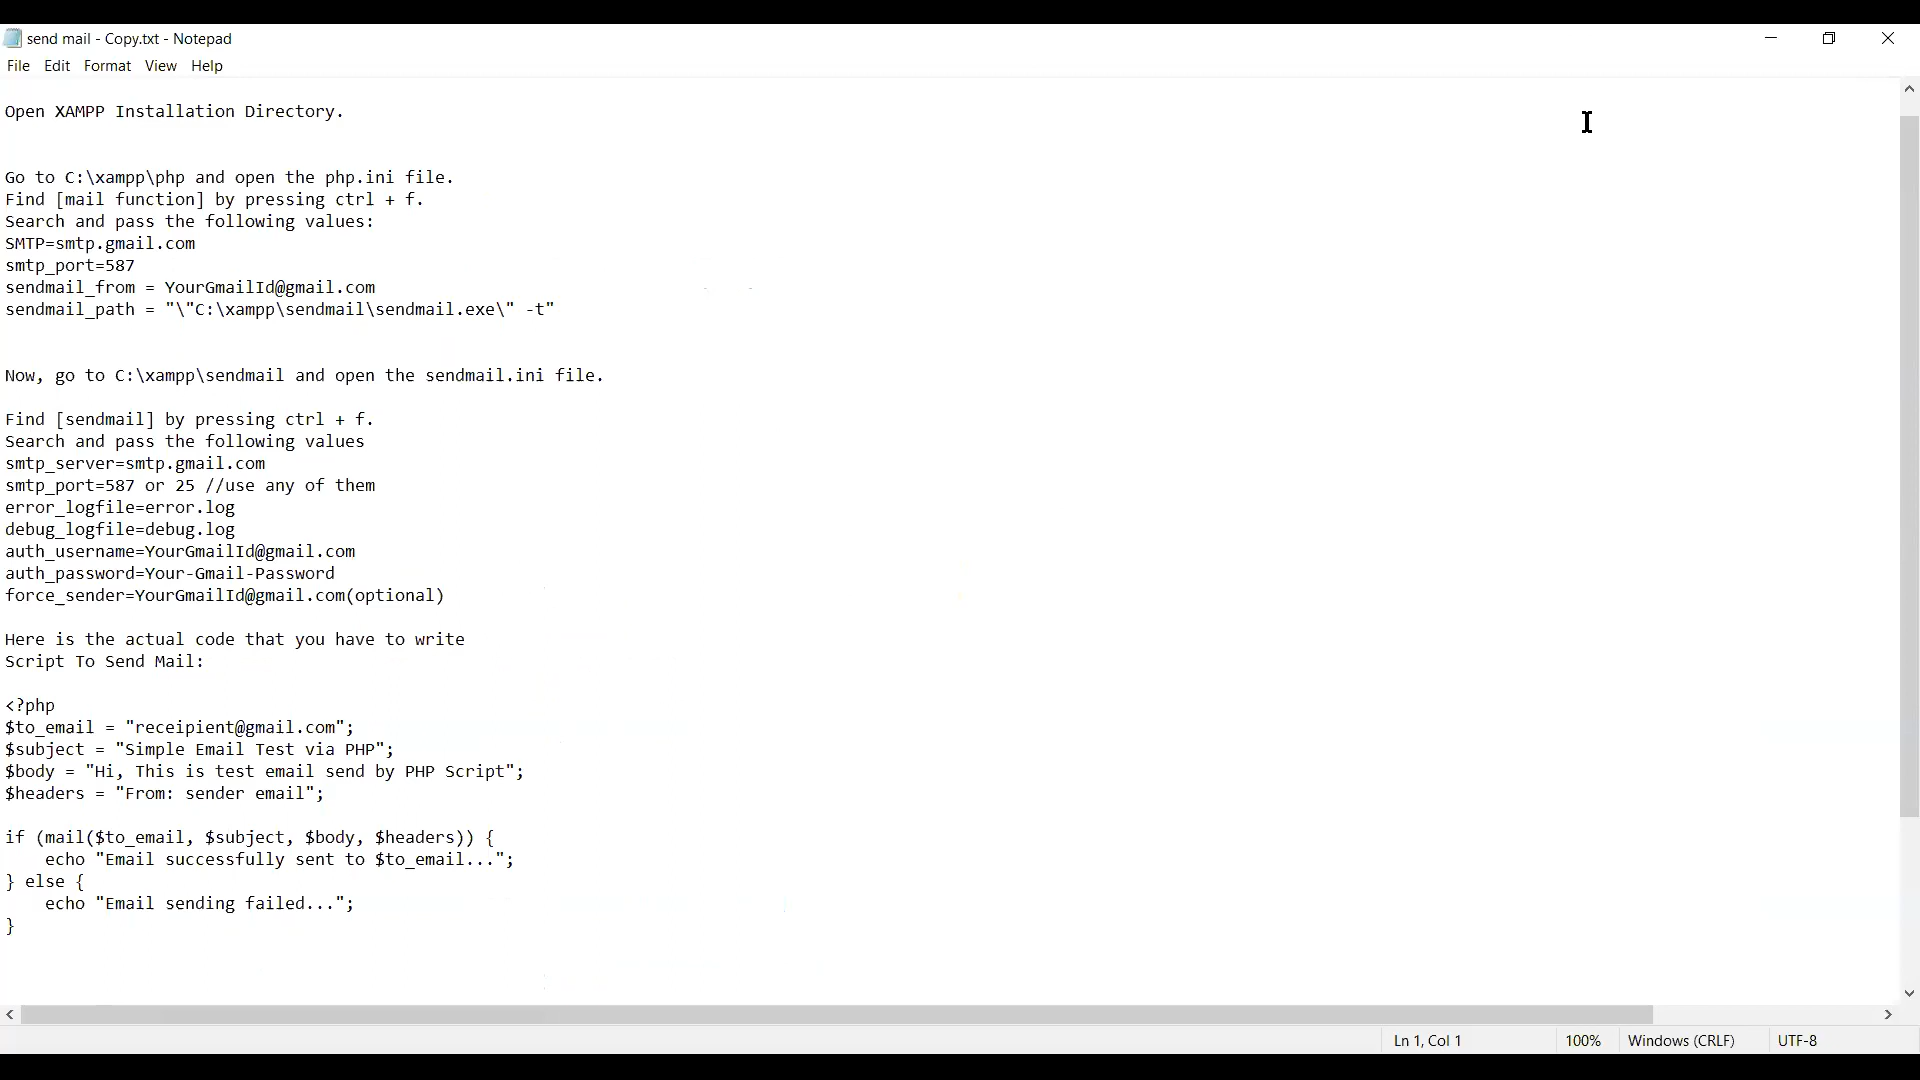 send mail - Copy.txt - Notepad
File Edit Format View Help
Open XAMPP Installation Directory.
Go to C:\xampp\php and open the php.ini file.
Find [mail function] by pressing ctrl + f.
Search and pass the following values:
SMTP=smtp.gmail.com
smtp_port=587
sendmail_from = YourGmailId@gmail.com
sendmail_path = "\"C:\xampp\sendmail\sendmail.exe\" -t"
Now, go to C:\xampp\sendmail and open the sendmail.ini file.
Find [sendmail] by pressing ctrl + f.
Search and pass the following values
smtp_server=smtp.gmail.com
smtp_port=587 or 25 //use any of them
error_logfile=error.log
debug_logfile=debug.log
auth_username=YourGmailId@gmail.com
auth_password=Your-Gmail-Password
force_sender=YourGmailId@gmail.com(optional)
Here is the actual code that you have to write
Script To Send Mail:
<?php
$to_email = "receipient@gmail.com";
$subject = "Simple Email Test via PHP";
$body = "Hi, This is test email send by PHP Script";
$headers = "From: sender email";
if (mail($to_email, $subject, $body, $headers)) {
    echo "Email successfully sent to $to_email...";
} else {
    echo "Email sending failed...";
}
Ln 1, Col 1 100% Windows (CRLF) UTF-8